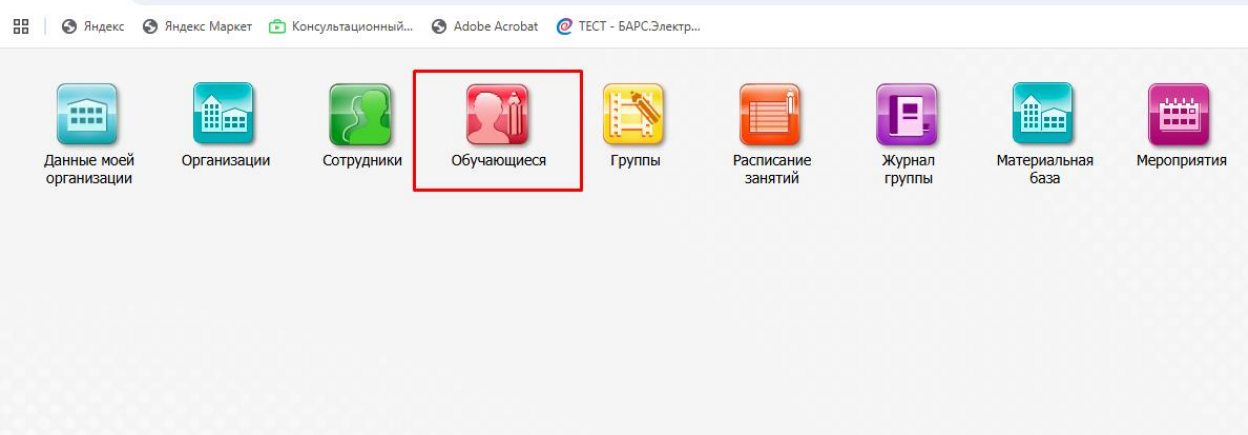 Яндекс Яндекс Маркет Консультационный... Adobe Acrobat ТЕСТ - БАРС.Электр...
Данные моей организации
Организации
Сотрудники
Обучающиеся
Группы
Расписание занятий
Журнал группы
Материальная база
Мероприятия